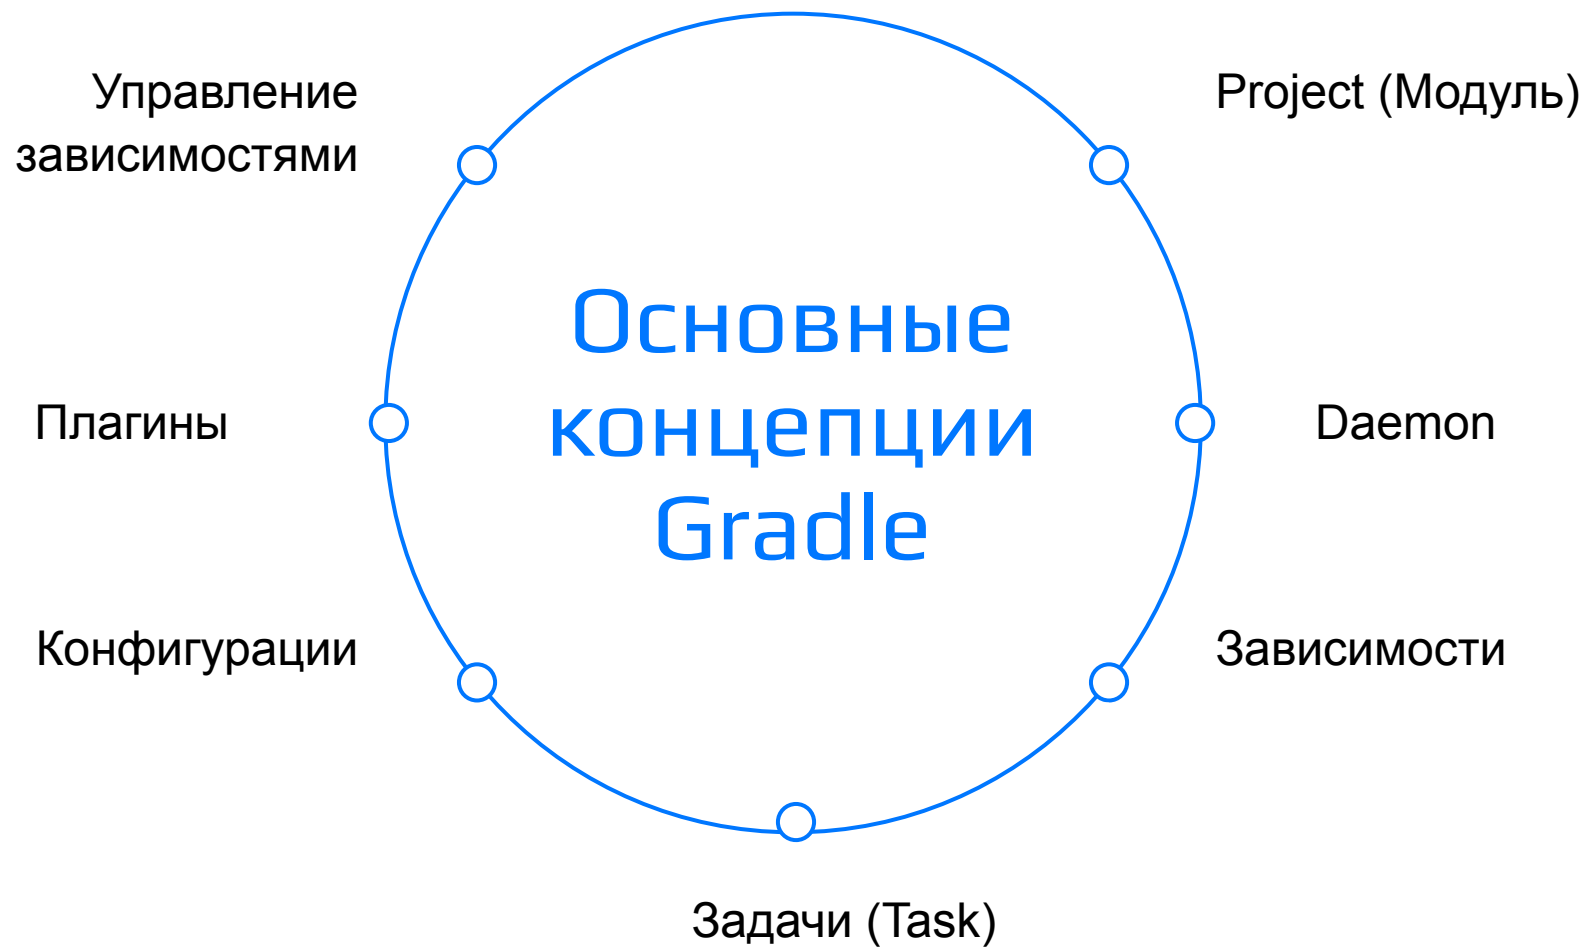 Основные
концепции
Gradle
Управление
зависимостями
Project (Модуль)
Плагины
Daemon
Конфигурации
Зависимости
Задачи (Task)